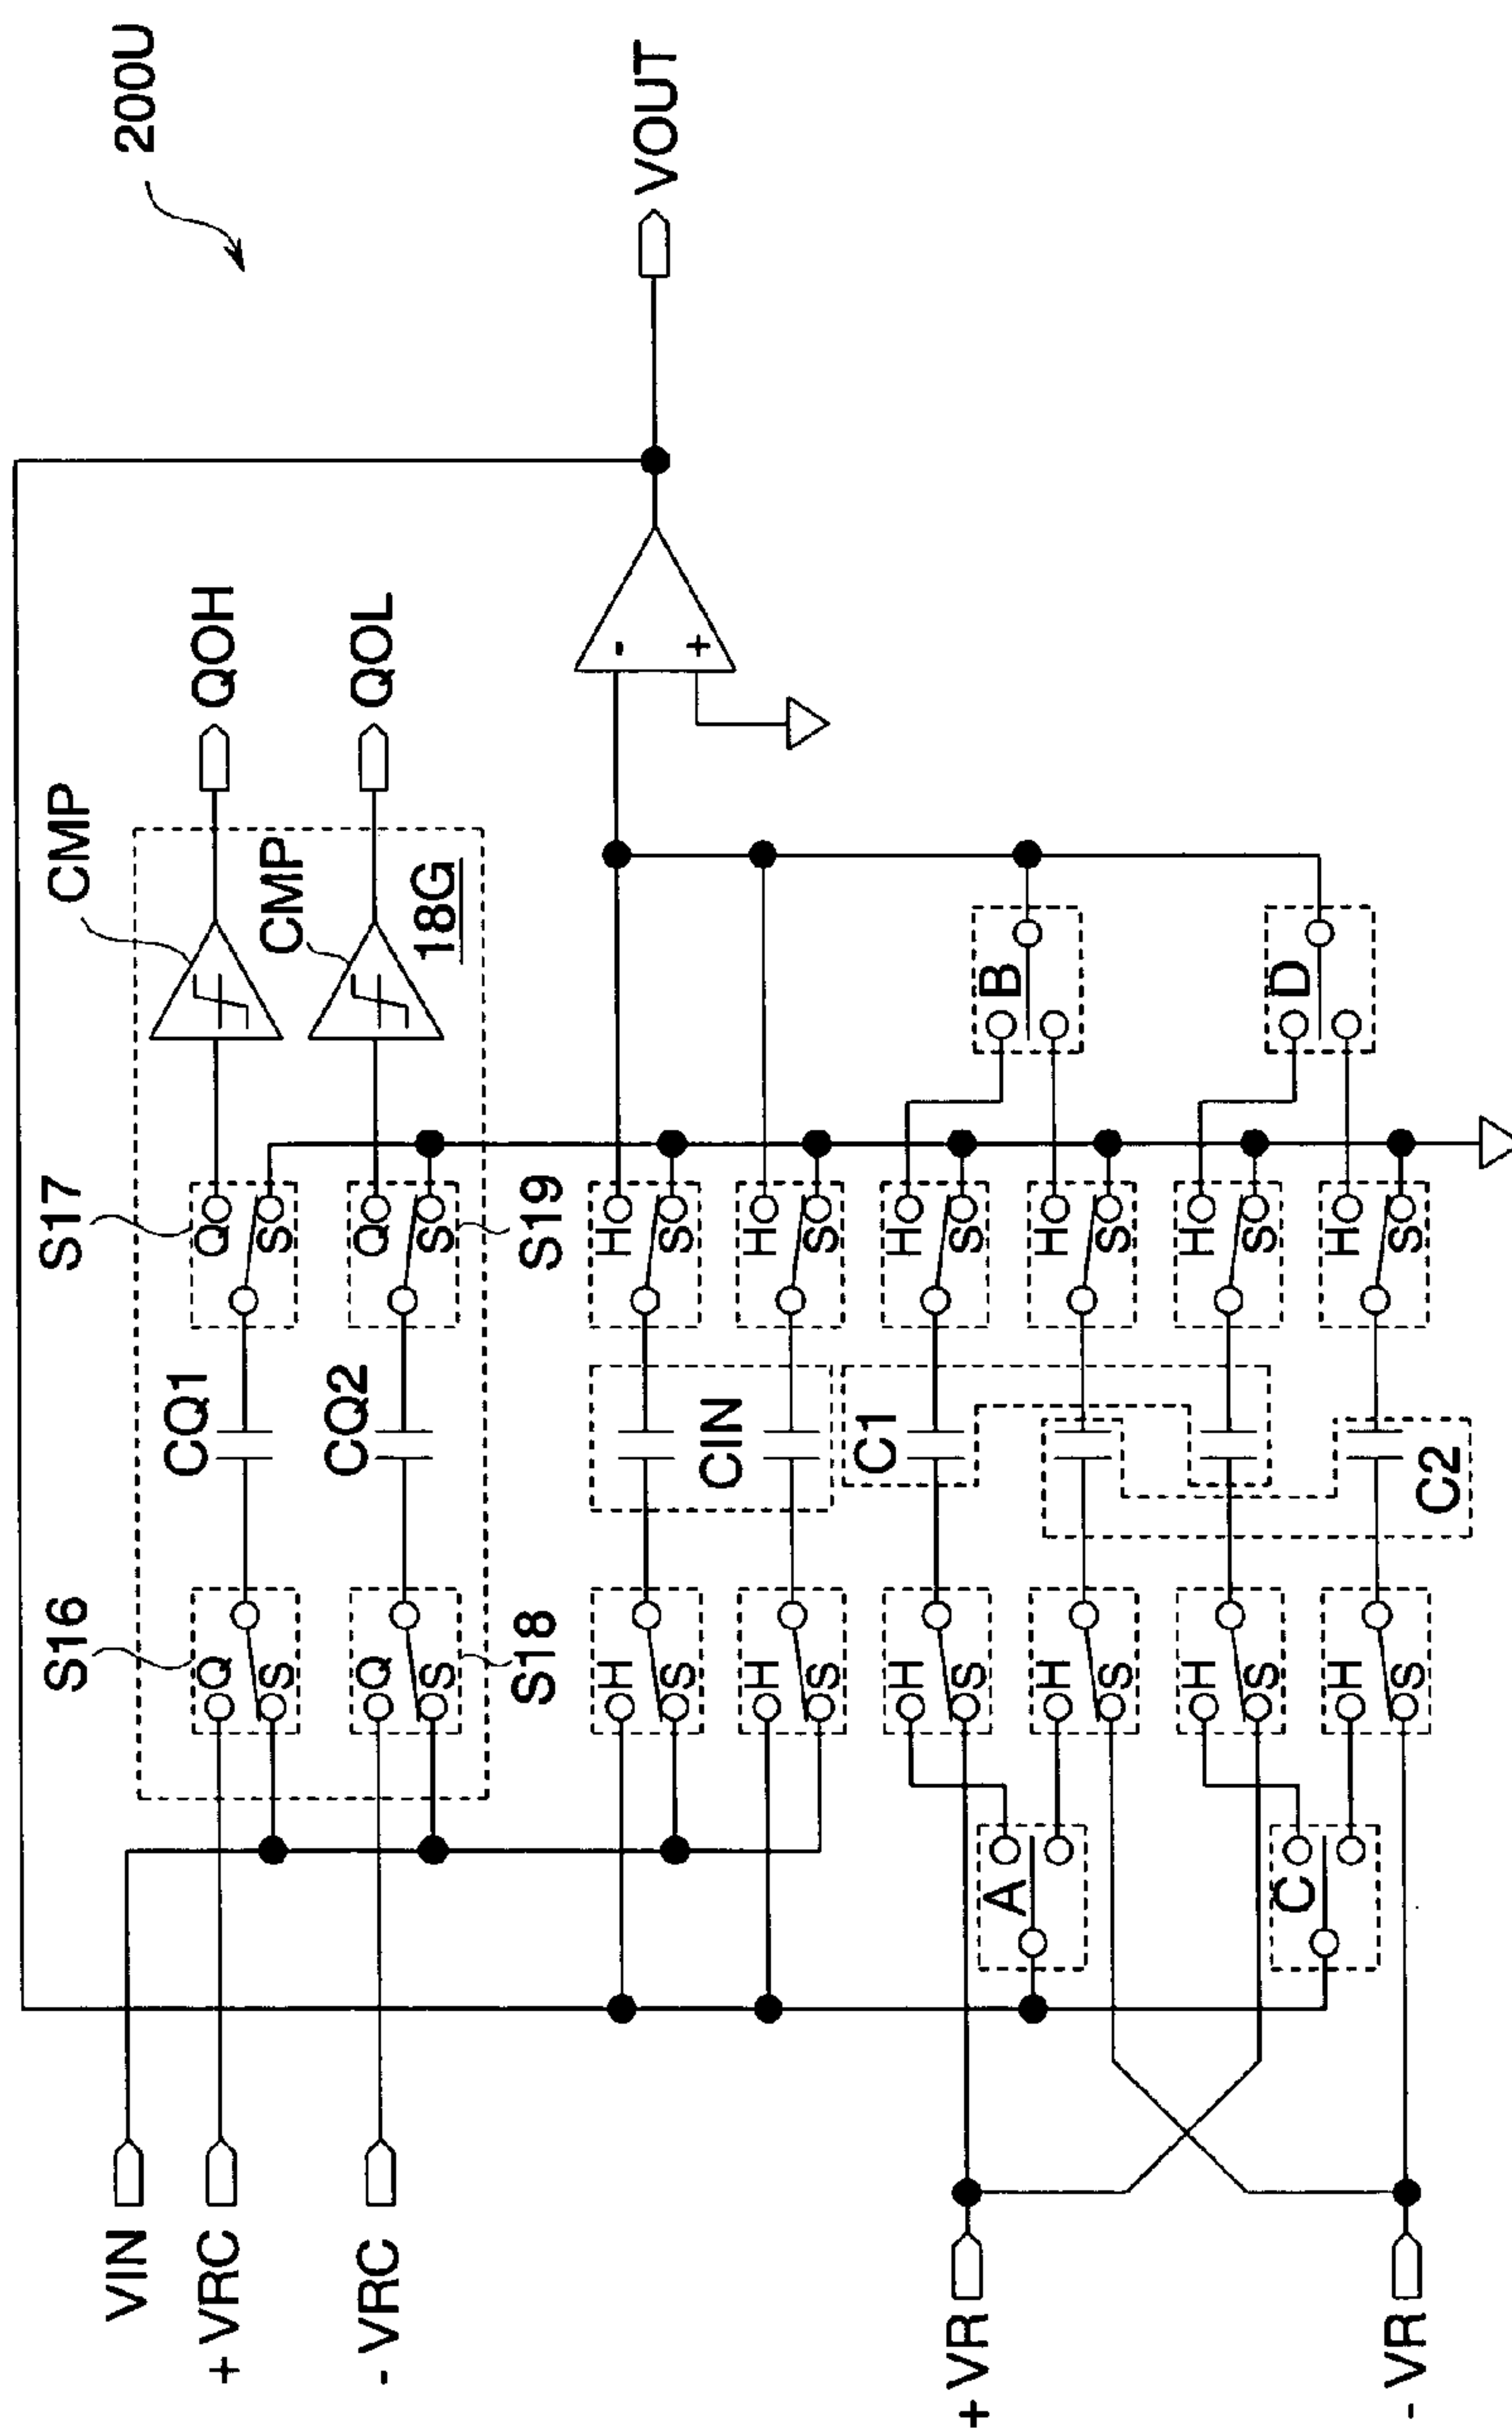 200U
S16
S17
CMP
VIN
CQ1
+ VRC
Q
Q
QOH
S
S
CMP
CQ2
- VRC
Q
Q
QOL
S
S
18G
S18
S19
H
H
-
VOUT
S
S
+
CIN
H
H
S
S
C1
H
H
+ VR
S
S
A
B
H
H
S
S
H
H
S
S
C
D
H
H
- VR
S
S
C2